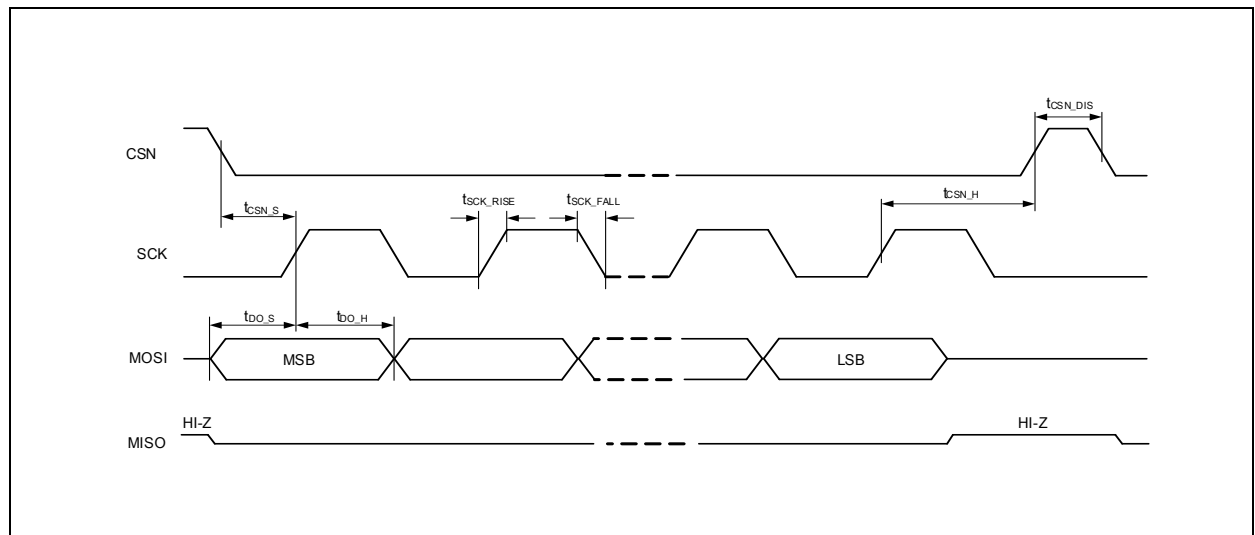 tCSN_DIS
CSN
tCSN_S
tSCK_RISE
tSCK_FALL
tCSN_H
SCK
tDO_S
tDO_H
MOSI
MSB
LSB
HI-Z
HI-Z
MISO